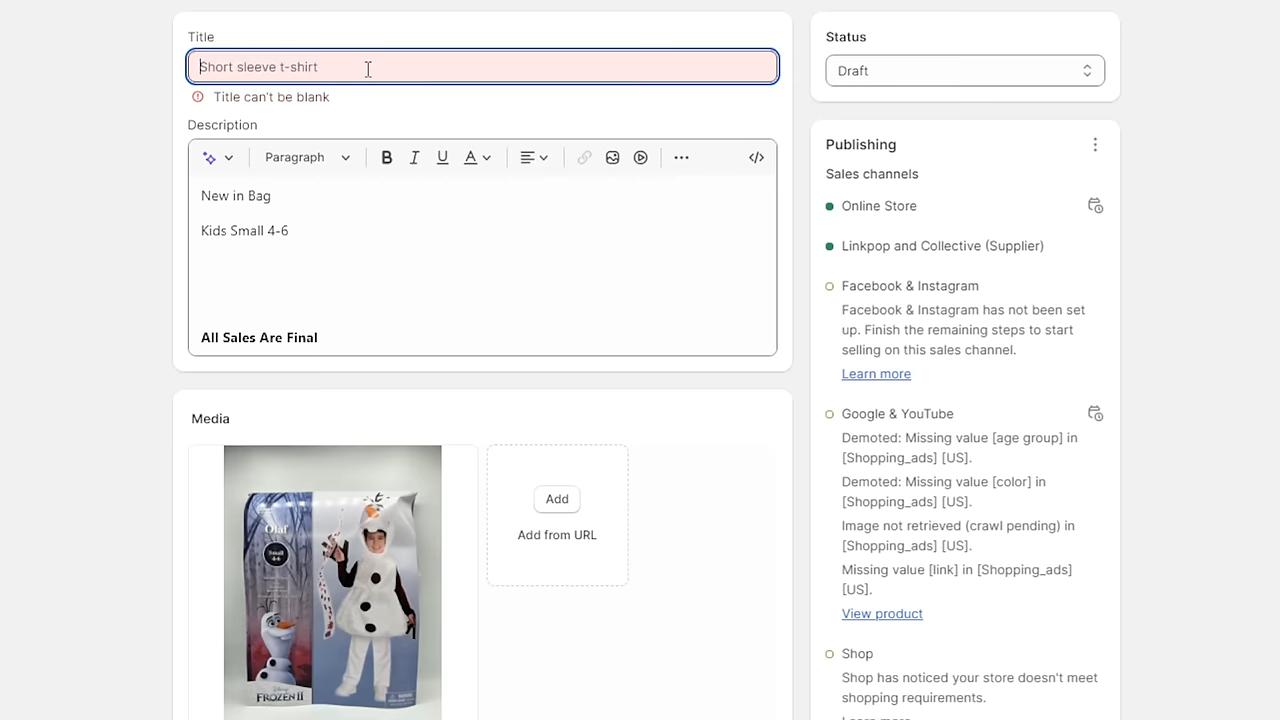 Title
Short sleeve t-shirt
Title can't be blank
Description
Paragraph
B I U A
New in Bag
Kids Small 4-6
All Sales Are Final
Media
Olaf
Small
4-6
Disney
FROZEN II
Add
Add from URL
Status
Draft
Publishing
Sales channels
Online Store
Linkpop and Collective (Supplier)
Facebook & Instagram
Facebook & Instagram has not been set
up. Finish the remaining steps to start
selling on this sales channel.
Learn more
Google & YouTube
Demoted: Missing value [age group] in
[Shopping_ads] [US].
Demoted: Missing value [color] in
[Shopping_ads] [US].
Image not retrieved (crawl pending) in
[Shopping_ads] [US].
Missing value [link] in [Shopping_ads]
[US].
View product
Shop
Shop has noticed your store doesn't meet
shopping requirements.
Learn more